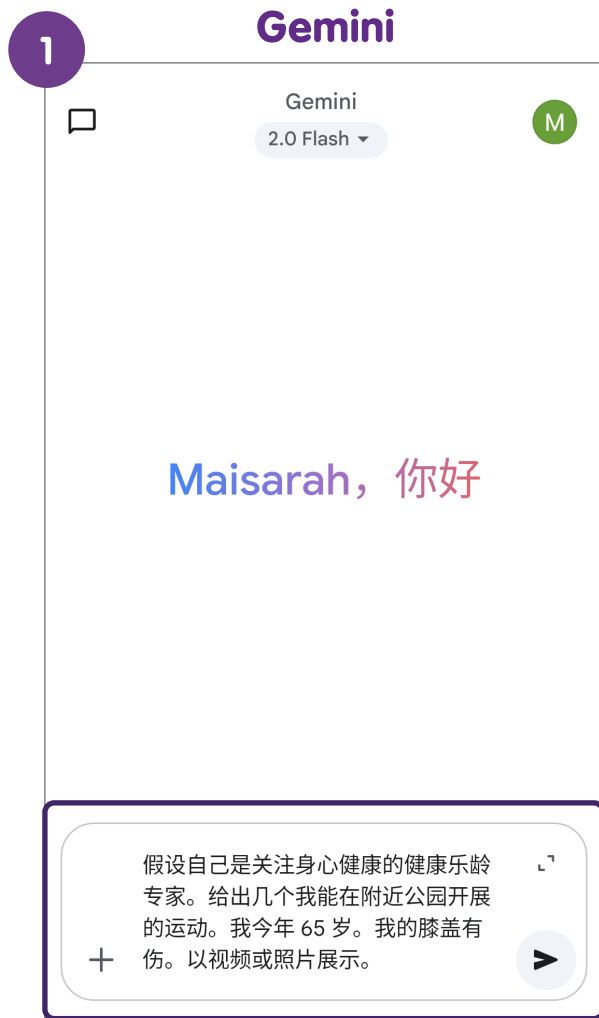 Gemini
1
Gemini
2.0 Flash
M
Maisarah，你好
假设自己是关注身心健康的健康乐龄
专家。给出几个我能在附近公园开展
的运动。我今年 65 岁。我的膝盖有
伤。以视频或照片展示。